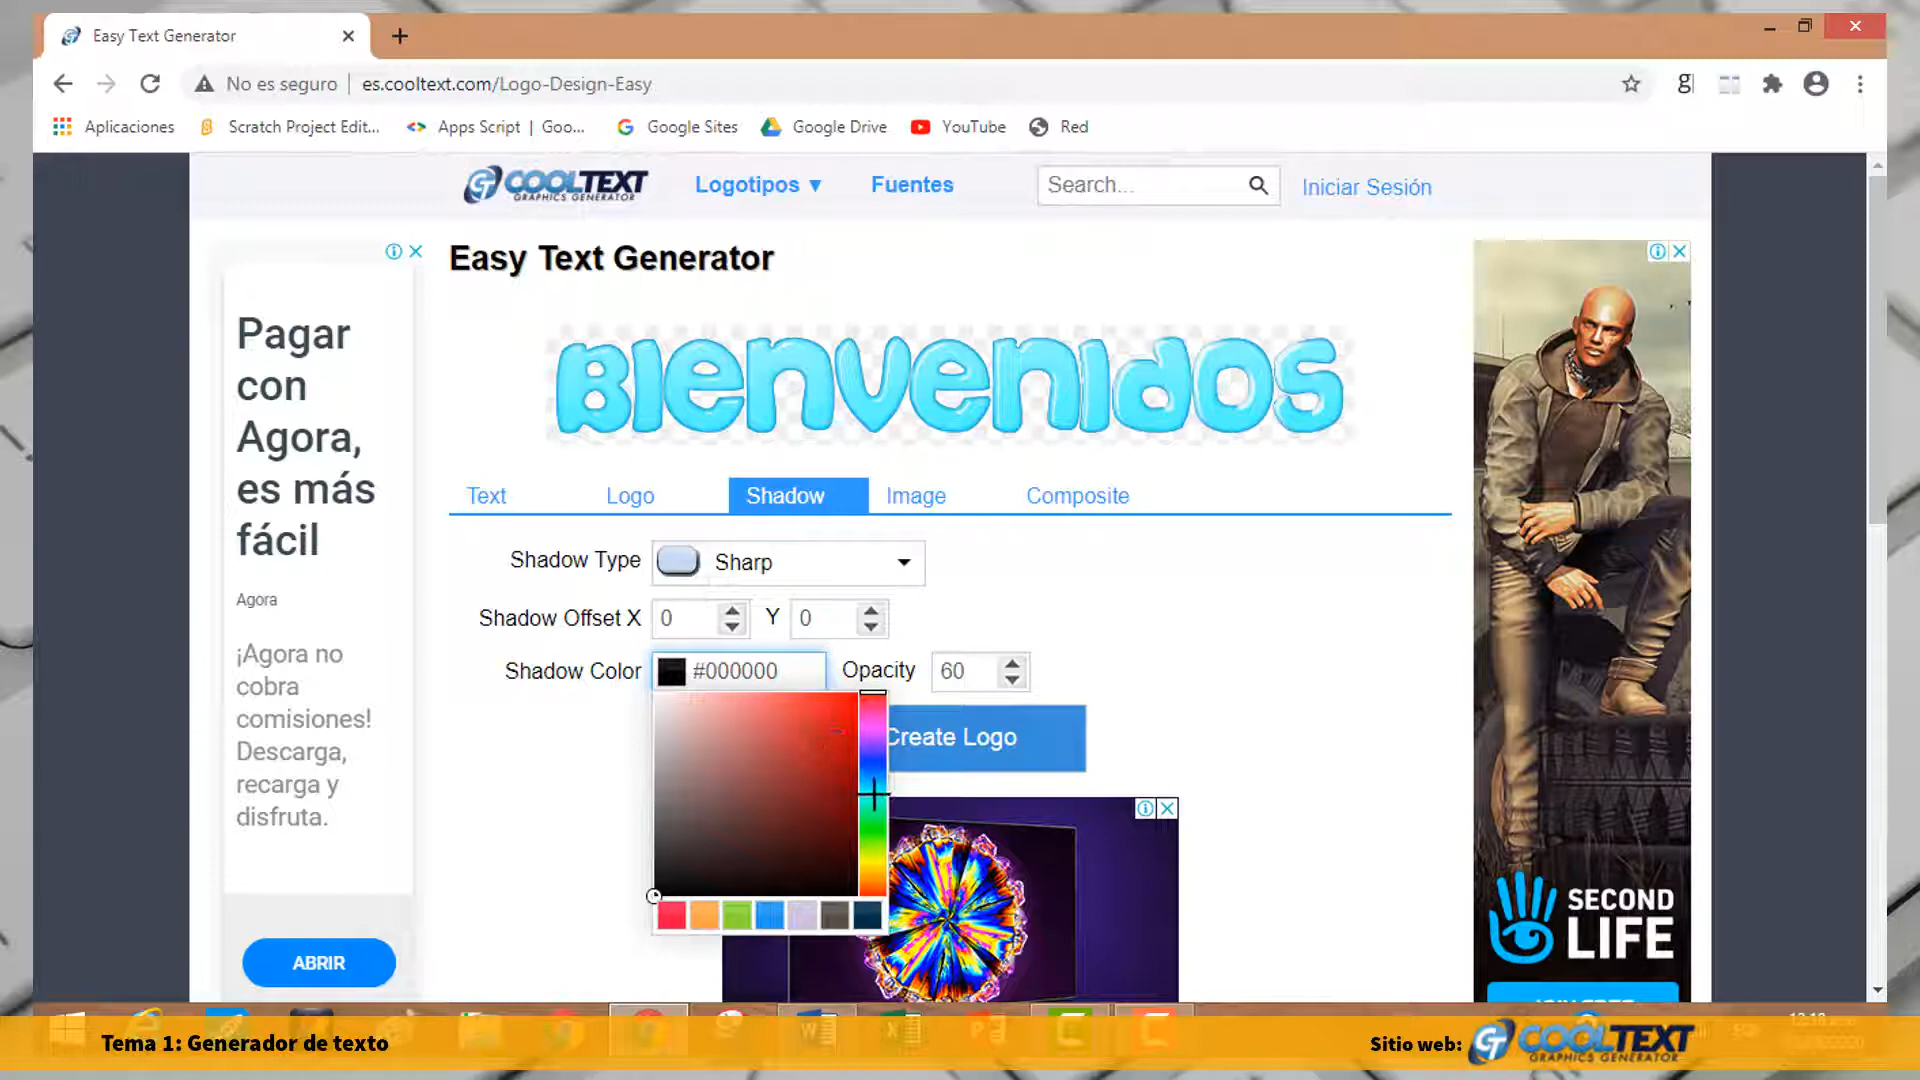 Easy Text Generator
No es seguro | es.cooltext.com/Logo-Design-Easy
Aplicaciones Scratch Project Edit... Apps Script | Goo... Google Sites Google Drive YouTube Red
COOLTEXT
GRAPHICS GENERATOR
Logotipos ▼ Fuentes Search... Iniciar Sesión
Easy Text Generator
Pagar
con
Agora,
es más
fácil
Agora
¡Agora no
cobra
comisiones!
Descarga,
recarga y
disfruta.
ABRIR
Bienvenidos
Text Logo Shadow Image Composite
Shadow Type Sharp
Shadow Offset X 0 Y 0
Shadow Color #000000 Opacity 60
Create Logo
SECOND
LIFE
Tema 1: Generador de texto
Sitio web: COOLTEXT
GRAPHICS GENERATOR